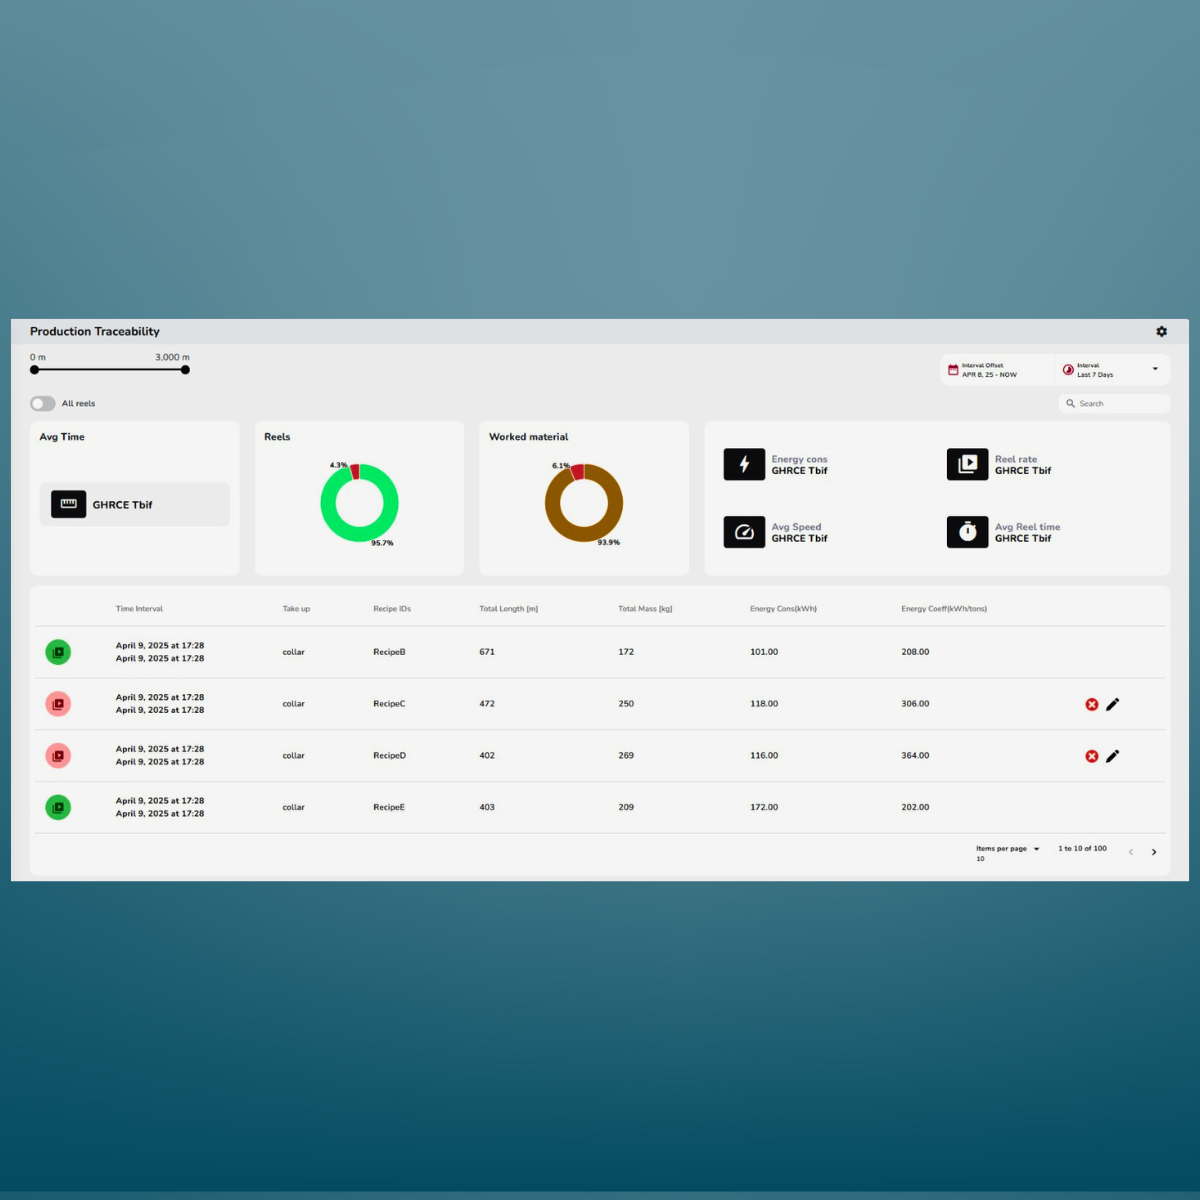 Production Traceability
0 m 3,000 m
Interval Offset
APR 8, 25 - NOW
Interval
Last 7 Days
All reels
Search
Avg Time
GHRCE Tbif
Reels
4.3%
95.7%
Worked material
6.1%
93.9%
Energy cons
GHRCE Tbif
Reel rate
GHRCE Tbif
Avg Speed
GHRCE Tbif
Avg Reel time
GHRCE Tbif
Time Interval Take up Recipe IDs Total Length [m] Total Mass [kg] Energy Cons(kWh) Energy Coeff(kWh/tons)
April 9, 2025 at 17:28
April 9, 2025 at 17:28
collar RecipeB 671 172 101.00 208.00
April 9, 2025 at 17:28
April 9, 2025 at 17:28
collar RecipeC 472 250 118.00 306.00
April 9, 2025 at 17:28
April 9, 2025 at 17:28
collar RecipeD 402 269 116.00 364.00
April 9, 2025 at 17:28
April 9, 2025 at 17:28
collar RecipeE 403 209 172.00 202.00
Items per page
10
1 to 10 of 100